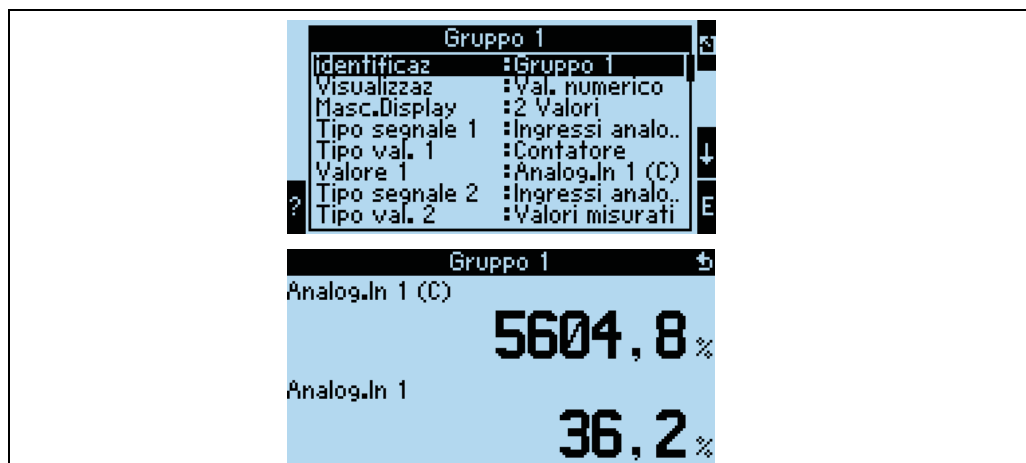 Gruppo 1
identificaz :Gruppo 1
Visualizzaz :Val. numerico
Masc.Display :2 Valori
Tipo segnale 1 :Ingressi analo..
Tipo val. 1 :Contatore
Valore 1 :Analog.In 1 (C)
Tipo segnale 2 :Ingressi analo..
Tipo val. 2 :Valori misurati
?
E
Gruppo 1
Analog.In 1 (C)
5604,8 %
Analog.In 1
36,2 %